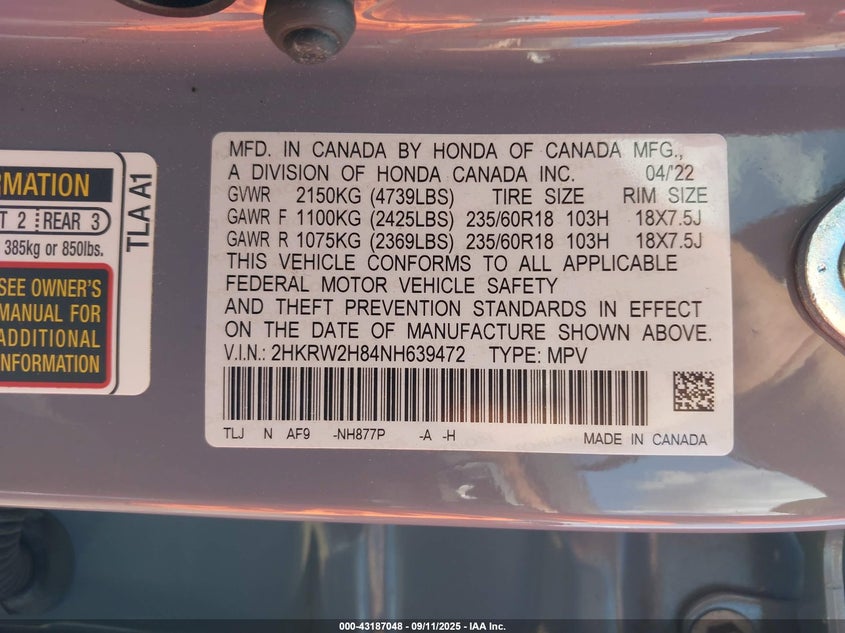 RMATION
T 2 REAR 3
385kg or 850lbs.
SEE OWNER'S
MANUAL FOR
ADDITIONAL
INFORMATION
TLA A1
MFD. IN CANADA BY HONDA OF CANADA MFG.,
A DIVISION OF HONDA CANADA INC. 04/'22
GVWR 2150KG (4739LBS) TIRE SIZE RIM SIZE
GAWR F 1100KG (2425LBS) 235/60R18 103H 18X7.5J
GAWR R 1075KG (2369LBS) 235/60R18 103H 18X7.5J
THIS VEHICLE CONFORMS TO ALL APPLICABLE
FEDERAL MOTOR VEHICLE SAFETY
AND THEFT PREVENTION STANDARDS IN EFFECT
ON THE DATE OF MANUFACTURE SHOWN ABOVE.
V.I.N.: 2HKRW2H84NH639472 TYPE: MPV
TLJ N AF9 -NH877P -A -H MADE IN CANADA
000-43187048 - 09/11/2025 - IAA Inc.